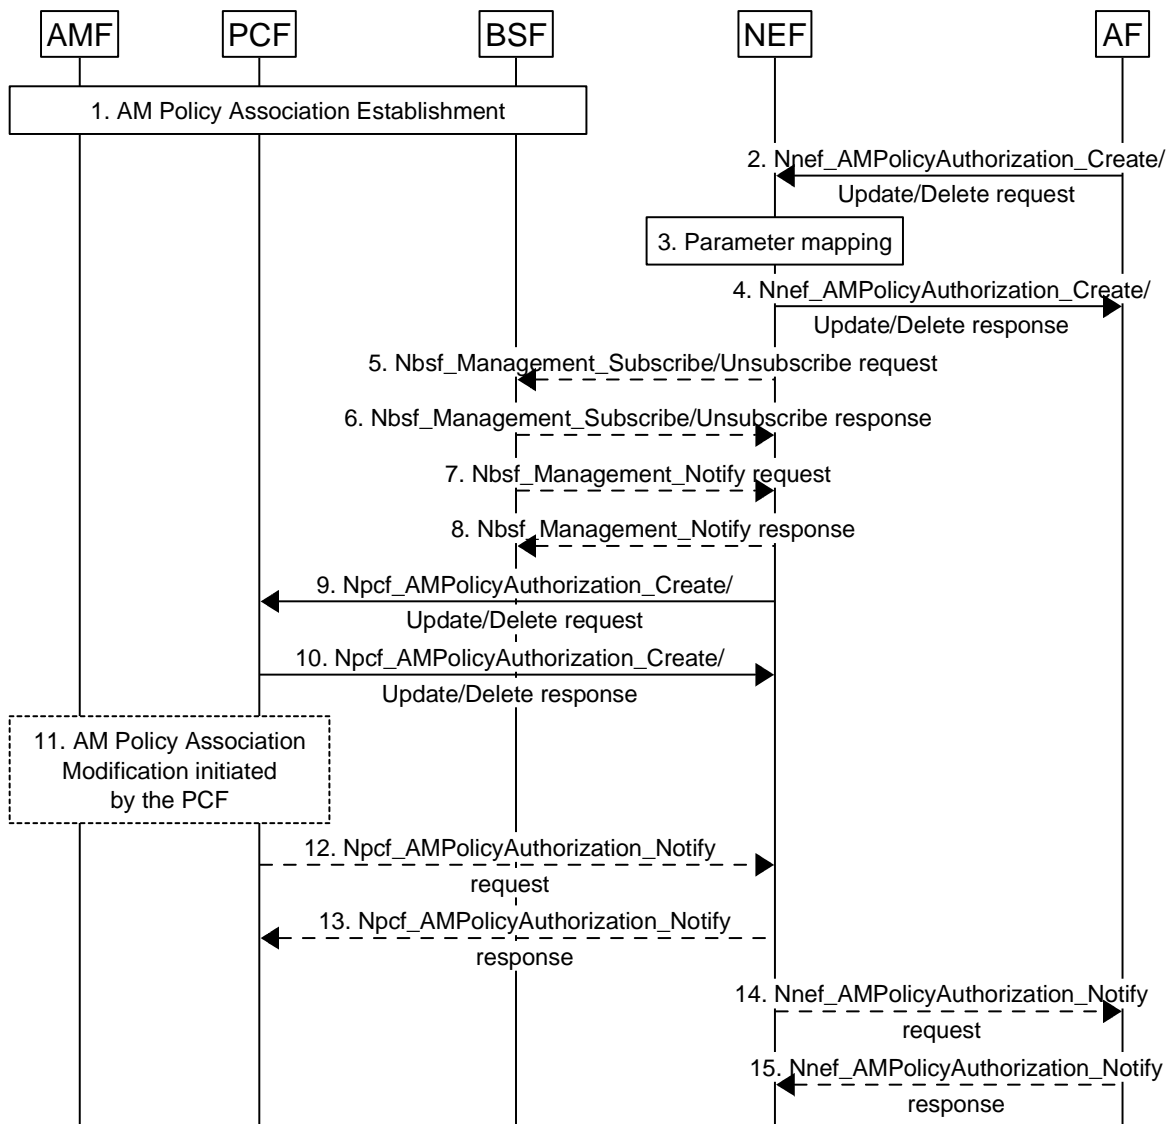 AMF PCF BSF NEF AF
1. AM Policy Association Establishment
2. Nnef_AMPolicyAuthorization_Create/
Update/Delete request
3. Parameter mapping
4. Nnef_AMPolicyAuthorization_Create/
Update/Delete response
5. Nbsf_Management_Subscribe/Unsubscribe request
6. Nbsf_Management_Subscribe/Unsubscribe response
7. Nbsf_Management_Notify request
8. Nbsf_Management_Notify response
9. Npcf_AMPolicyAuthorization_Create/
Update/Delete request
10. Npcf_AMPolicyAuthorization_Create/
Update/Delete response
11. AM Policy Association
Modification initiated
by the PCF
12. Npcf_AMPolicyAuthorization_Notify
request
13. Npcf_AMPolicyAuthorization_Notify
response
14. Nnef_AMPolicyAuthorization_Notify
request
15. Nnef_AMPolicyAuthorization_Notify
response